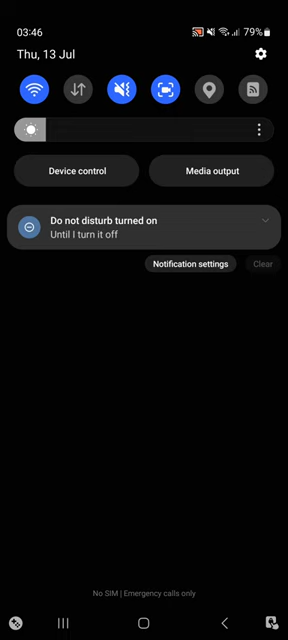 03:46
79%
Thu, 13 Jul
Device control
Media output
Do not disturb turned on
Until I turn it off
Notification settings
Clear
No SIM | Emergency calls only